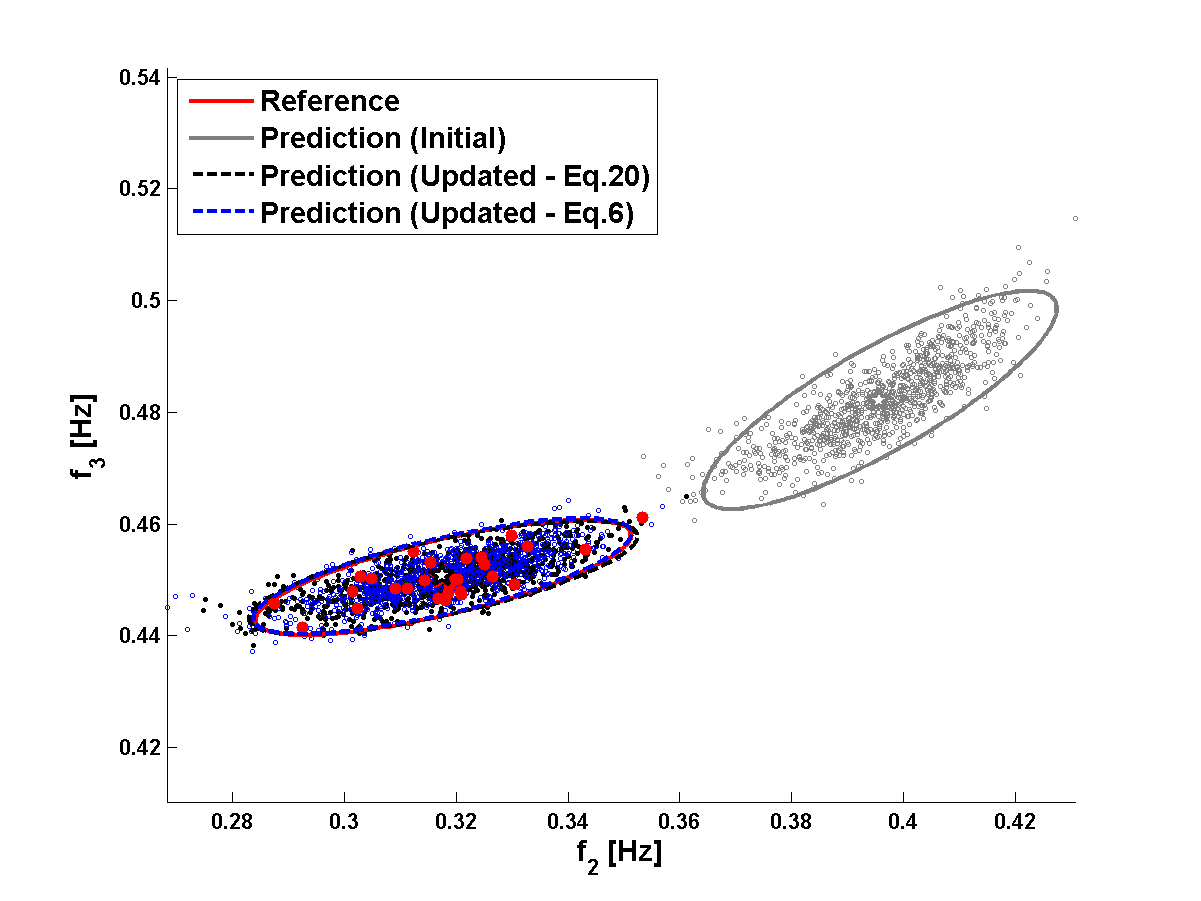 0.54
0.52
0.5
0.48
0.46
0.44
0.42
f3 [Hz]
Reference
Prediction (Initial)
Prediction (Updated - Eq.20)
Prediction (Updated - Eq.6)
0.28 0.3 0.32 0.34 0.36 0.38 0.4 0.42
f2 [Hz]